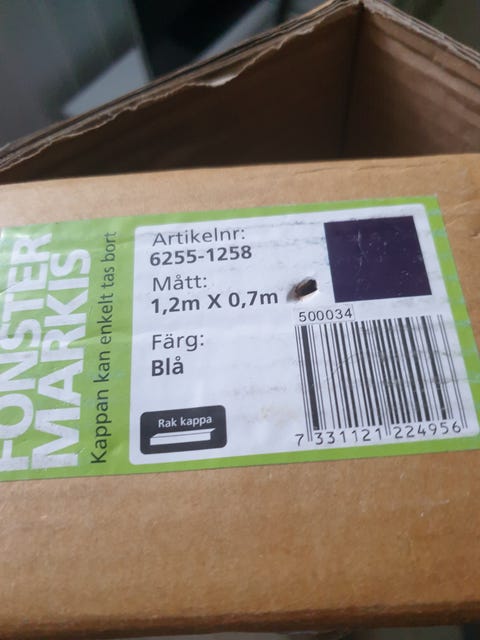 FÖNSTER
MARKIS
Kappan kan enkelt tas bort
Artikelnr:
6255-1258
Mått:
1,2m X 0,7m
Färg:
Blå
Rak kappa
500034
7 331121 224956